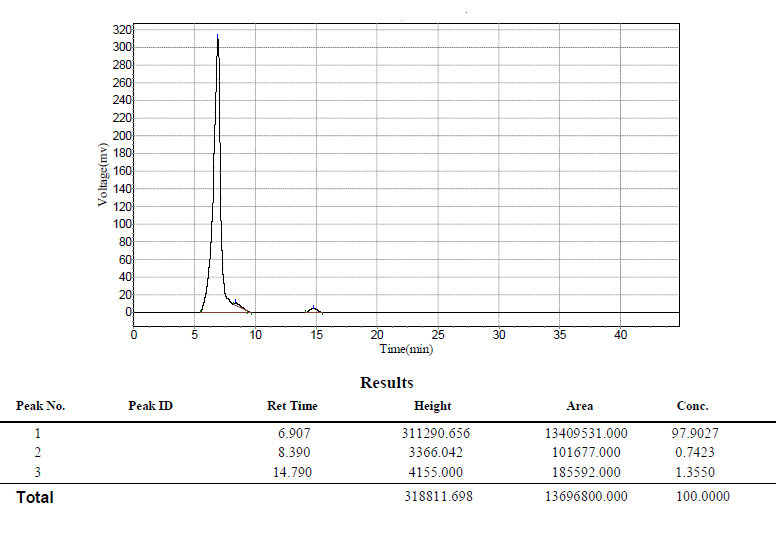 320
300
280
260
240
220
200
180
160
140
120
100
80
60
40
20
0
Voltage(mv)
0 5 10 15 20 25 30 35 40
Time(min)
Results
Peak No. Peak ID Ret Time Height Area Conc.
1 6.907 311290.656 13409531.000 97.9027
2 8.390 3366.042 101677.000 0.7423
3 14.790 4155.000 185592.000 1.3550
Total 318811.698 13696800.000 100.0000